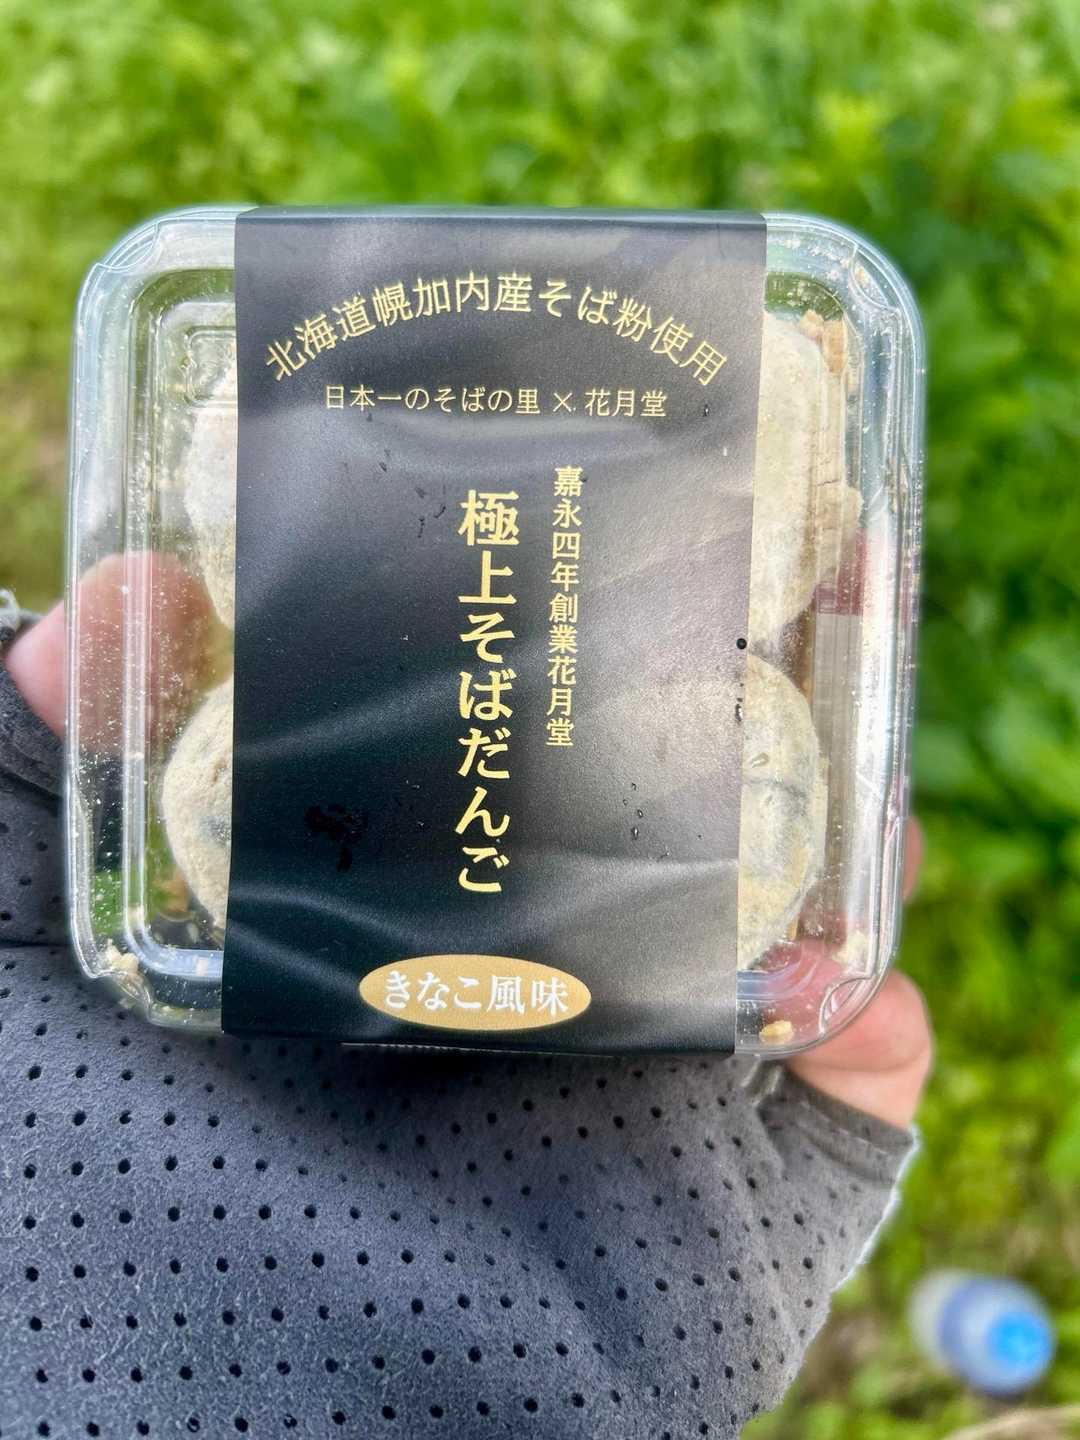 北海道幌加内産そば粉使用
日本一のそばの里×花月堂
嘉永四年創業花月堂
極上そばだんご
きなこ風味